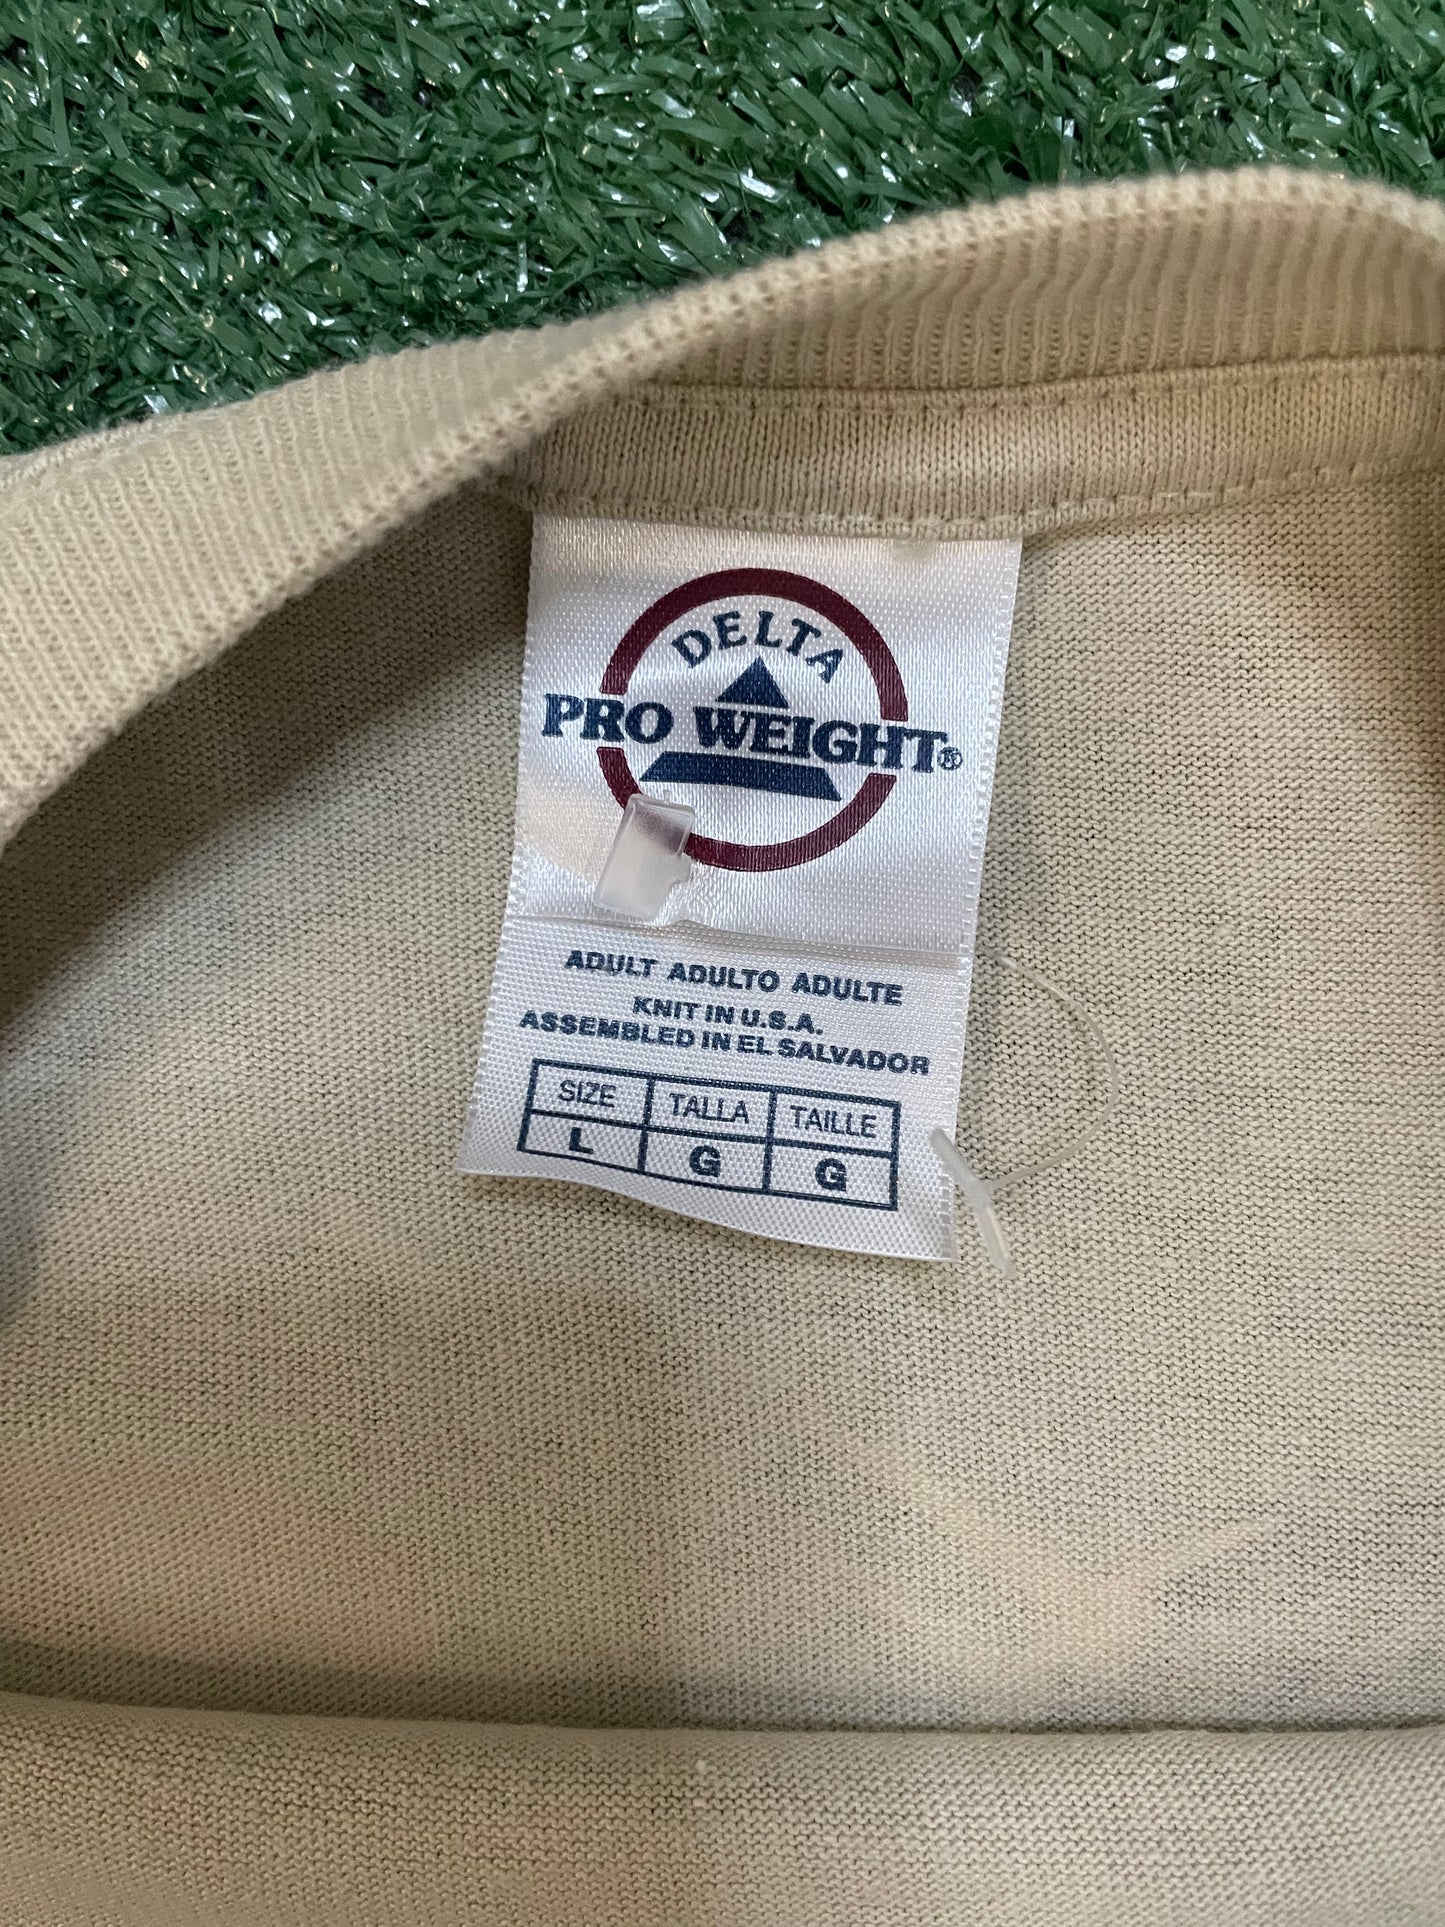 DELTA
PRO WEIGHT®
ADULT ADULTO ADULTE
KNIT IN U.S.A.
ASSEMBLED IN EL SALVADOR
SIZE TALLA TAILLE
L G G